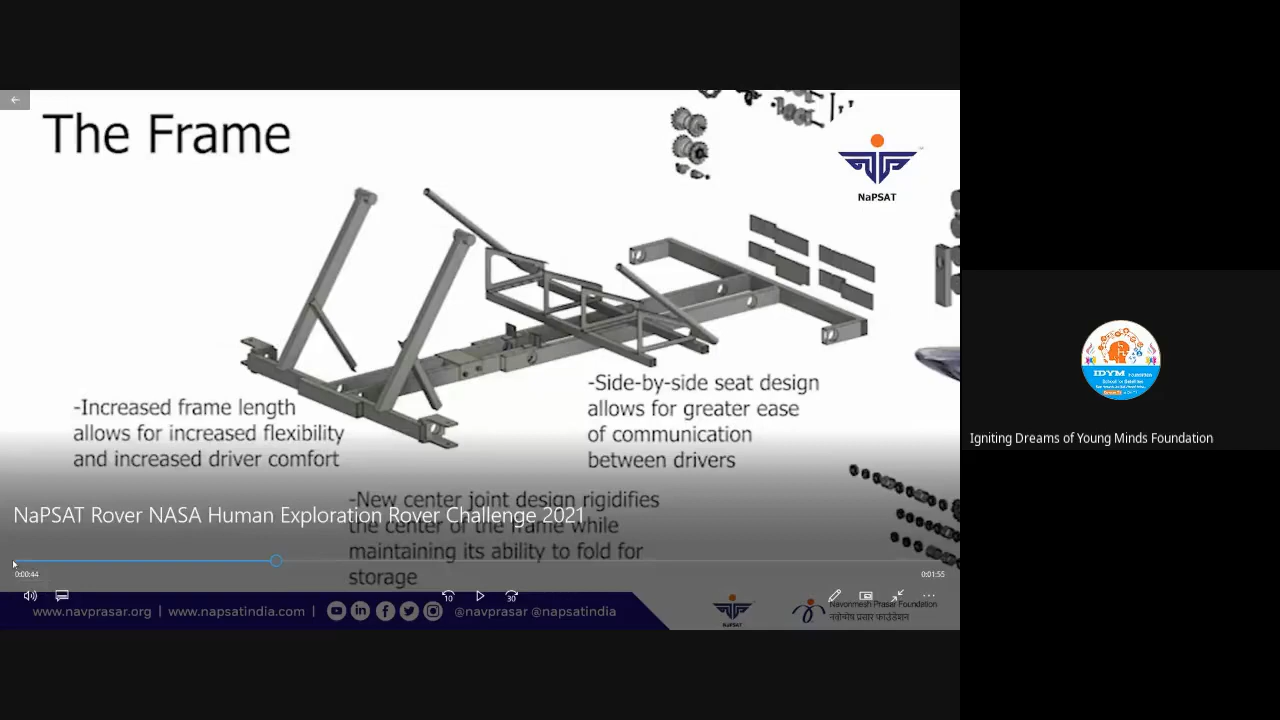 The Frame
NaPSAT
-Increased frame length
allows for increased flexibility
and increased driver comfort
-Side-by-side seat design
allows for greater ease
of communication
between drivers
-New center joint design rigidifies
the center of the frame while
maintaining its ability to fold for
storage
NaPSAT Rover NASA Human Exploration Rover Challenge 2021
0:00:44
0:01:55
10
30
www.navprasar.org | www.napsatindia.com |
@navprasar @napsatindia
NaPSAT
Navonmesh Prasar Foundation
नवोन्मेष प्रसार फाउंडेशन
IDYM Foundation
Igniting Dreams of Young Minds Foundation